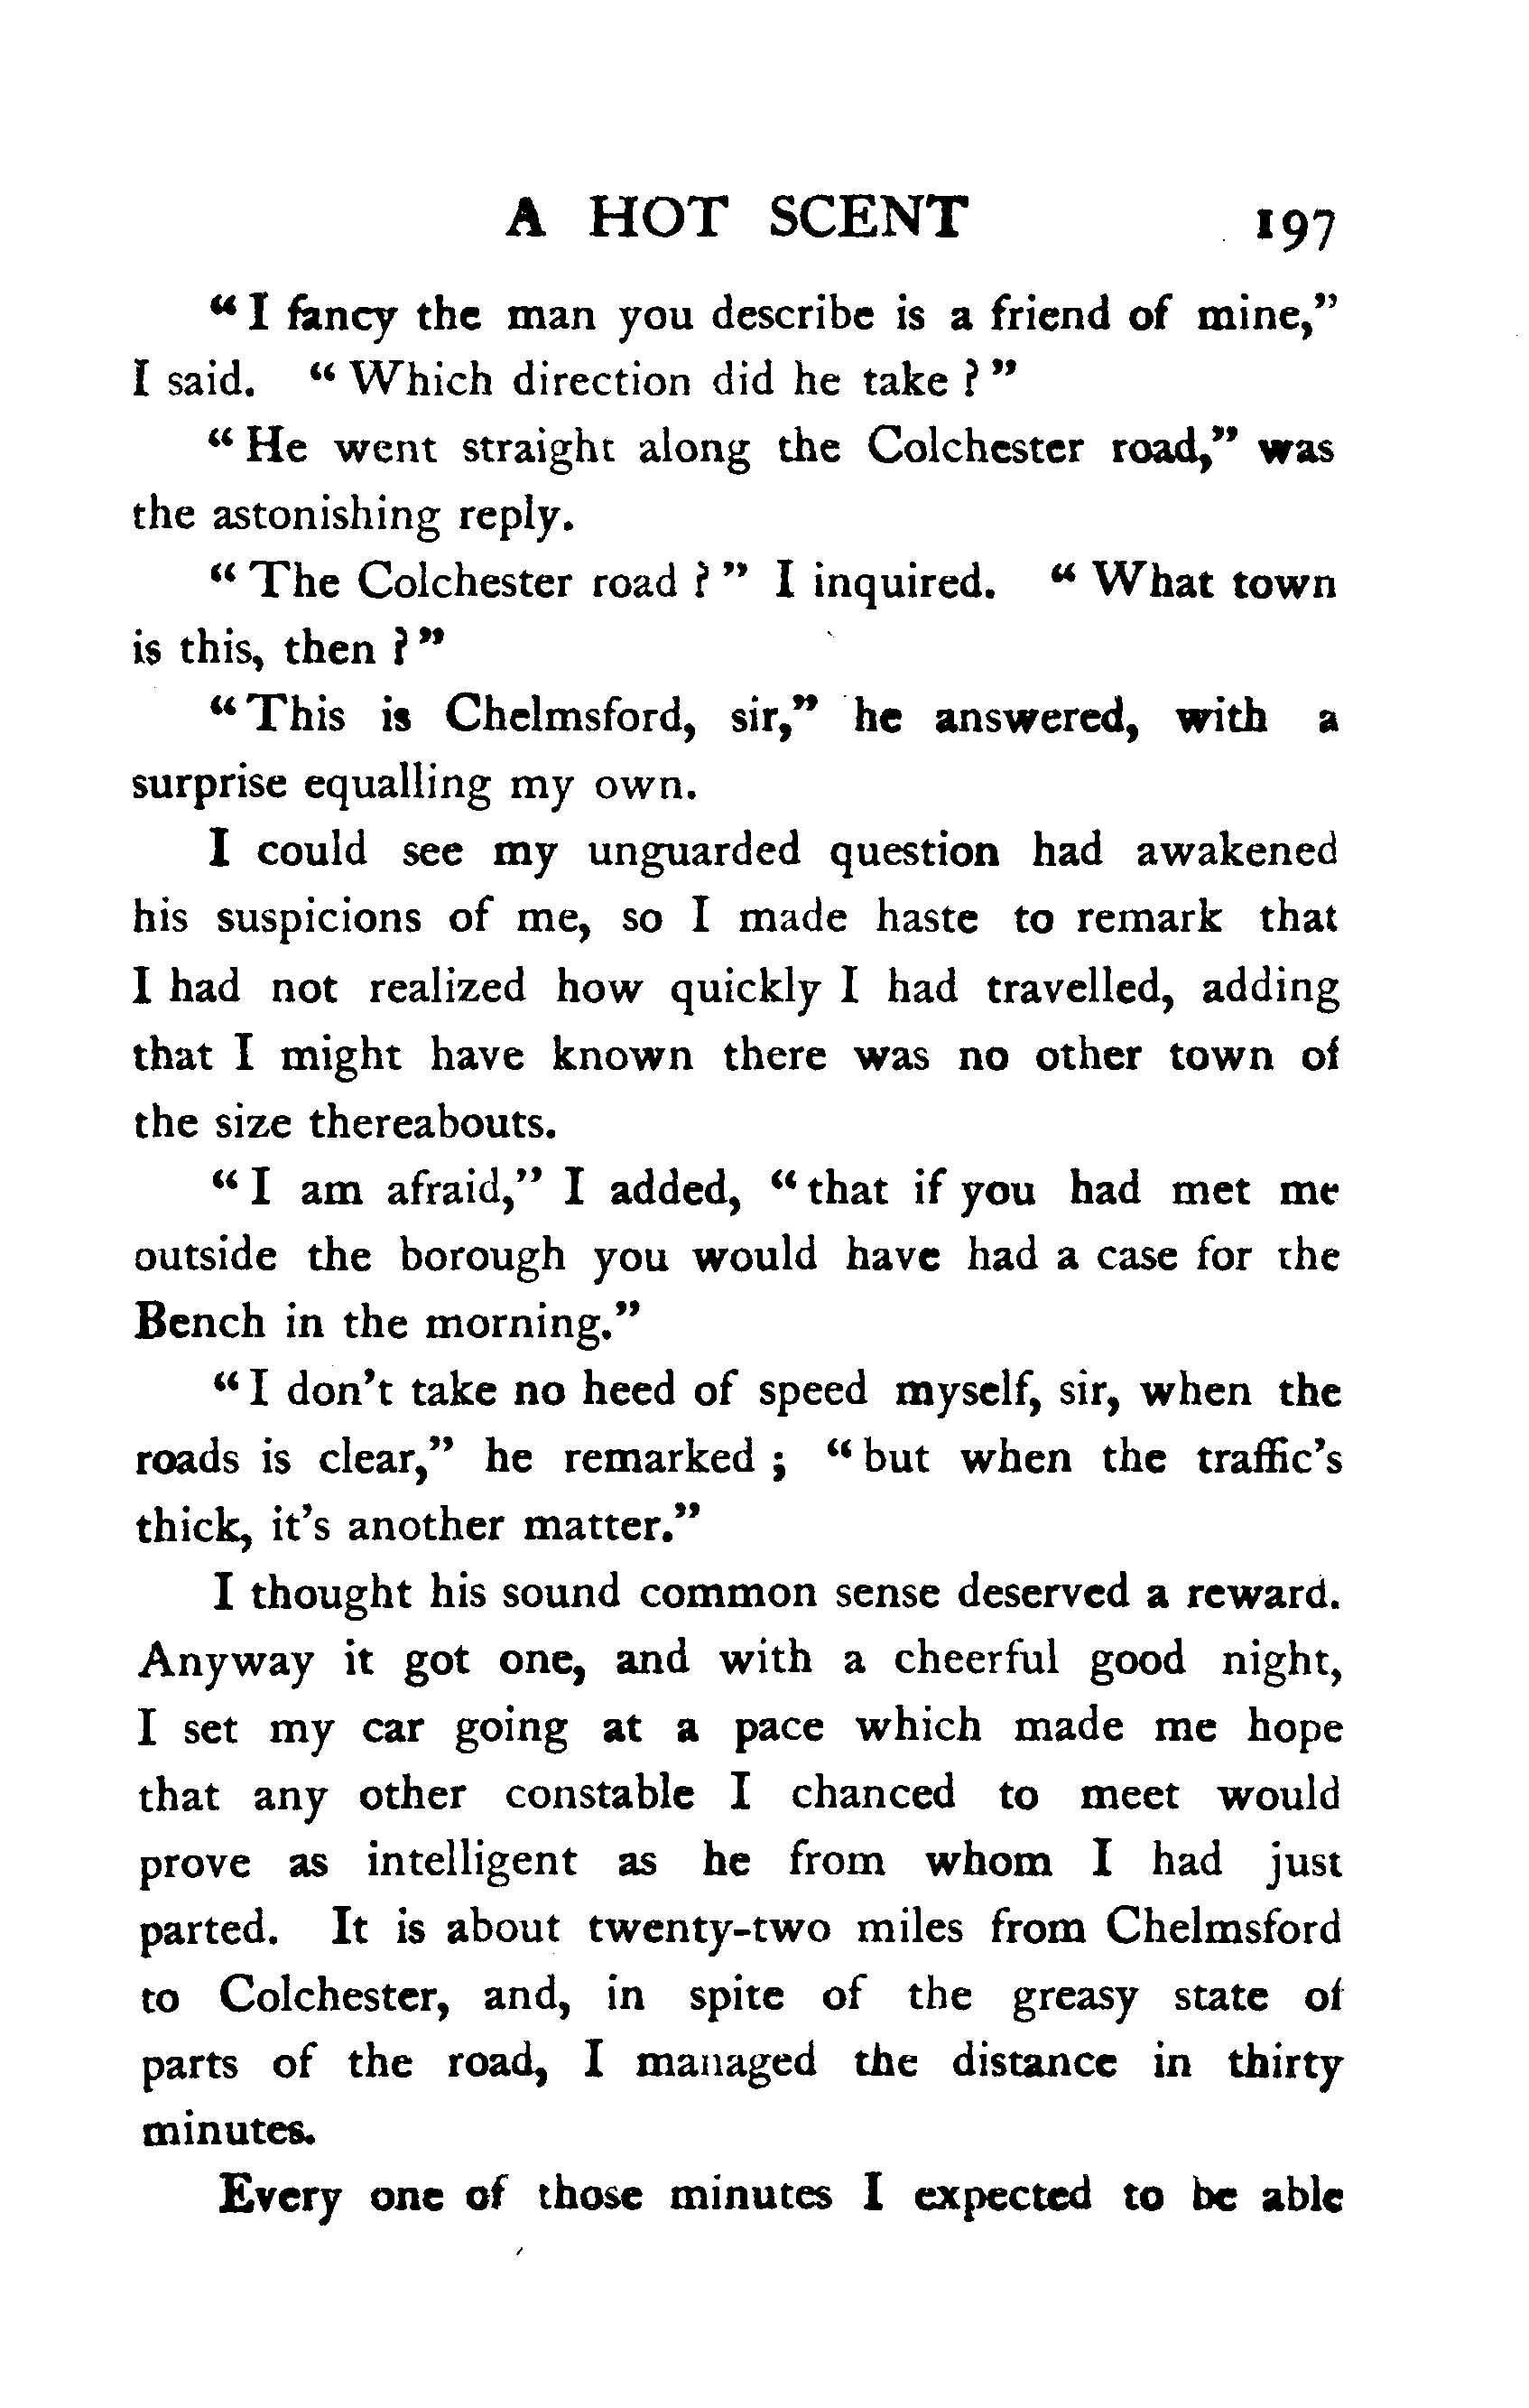 A HOT SCENT 197
“ I fancy the man you describe is a friend of mine,”
I said. “ Which direction did he take ? ”
“ He went straight along the Colchester road,” was
the astonishing reply.
“ The Colchester road ? ” I inquired. “ What town
is this, then ? ”
“ This is Chelmsford, sir,” he answered, with a
surprise equalling my own.
I could see my unguarded question had awakened
his suspicions of me, so I made haste to remark that
I had not realized how quickly I had travelled, adding
that I might have known there was no other town of
the size thereabouts.
“ I am afraid,” I added, “ that if you had met me
outside the borough you would have had a case for the
Bench in the morning.”
“ I don’t take no heed of speed myself, sir, when the
roads is clear,” he remarked ; “ but when the traffic’s
thick, it’s another matter.”
I thought his sound common sense deserved a reward.
Anyway it got one, and with a cheerful good night,
I set my car going at a pace which made me hope
that any other constable I chanced to meet would
prove as intelligent as he from whom I had just
parted. It is about twenty-two miles from Chelmsford
to Colchester, and, in spite of the greasy state of
parts of the road, I managed the distance in thirty
minutes.
Every one of those minutes I expected to be able